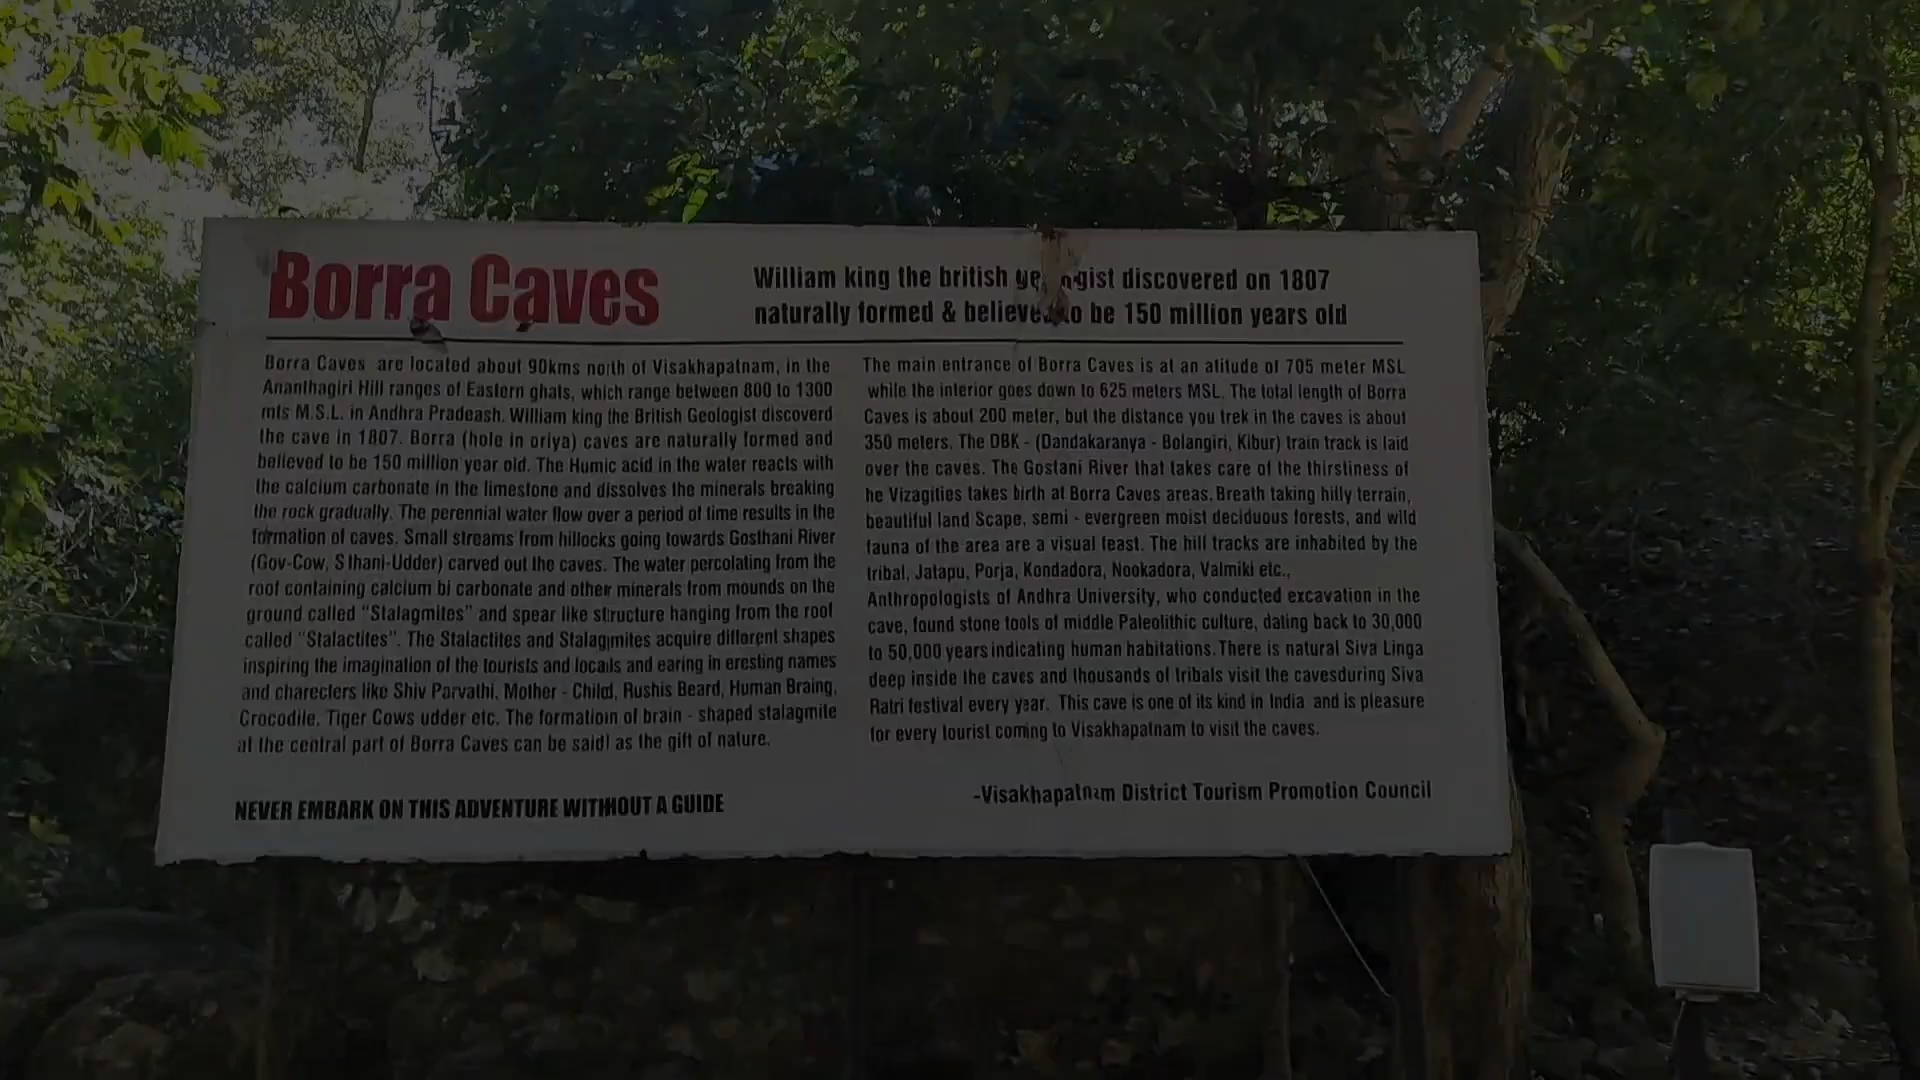 Borra Caves
William king the british geologist discovered on 1807
naturally formed & believed to be 150 million years old
Borra Caves are located about 90kms north of Visakhapatnam, in the
Ananthagiri Hill ranges of Eastern ghats, which range between 800 to 1300
mts M.S.L. in Andhra Pradeash. William king the British Geologist discoverd
the cave in 1807. Borra (hole in oriya) caves are naturally formed and
believed to be 150 million year old. The Humic acid in the water reacts with
the calcium carbonate in the limestone and dissolves the minerals breaking
the rock gradually. The perennial water flow over a period of time results in the
formation of caves. Small streams from hillocks going towards Gosthani River
(Gov-Cow, Sthani-Udder) carved out the caves. The water percolating from the
roof containing calcium bi carbonate and other minerals from mounds on the
ground called "Stalagmites" and spear like structure hanging from the roof
called "Stalactites". The Stalactites and Stalagmites acquire different shapes
inspiring the imagination of the tourists and locails and earing in eresting names
and charecters like Shiv Parvathi, Mother - Child, Rushis Beard, Human Braing,
Crocodile, Tiger Cows udder etc. The formatioin of brain - shaped stalagmite
at the central part of Borra Caves can be said as the gift of nature.
NEVER EMBARK ON THIS ADVENTURE WITHOUT A GUIDE
The main entrance of Borra Caves is at an atitude of 705 meter MSL
while the interior goes down to 625 meters MSL. The total length of Borra
Caves is about 200 meter, but the distance you trek in the caves is about
350 meters. The DBK - (Dandakaranya - Bolangiri, Kibur) train track is laid
over the caves. The Gostani River that takes care of the thirstiness of
he Vizagities takes birth at Borra Caves areas. Breath taking hilly terrain,
beautiful land Scape, semi - evergreen moist deciduous forests, and wild
fauna of the area are a visual feast. The hill tracks are inhabited by the
tribal, Jatapu, Porja, Kondadora, Nookadora, Valmiki etc.,
Anthropologists of Andhra University, who conducted excavation in the
cave, found stone tools of middle Paleolithic culture, dating back to 30,000
to 50,000 years indicating human habitations. There is natural Siva Linga
deep inside the caves and thousands of tribals visit the cavesduring Siva
Ratri festival every year. This cave is one of its kind in India and is pleasure
for every tourist coming to Visakhapatnam to visit the caves.
-Visakhapatnam District Tourism Promotion Council